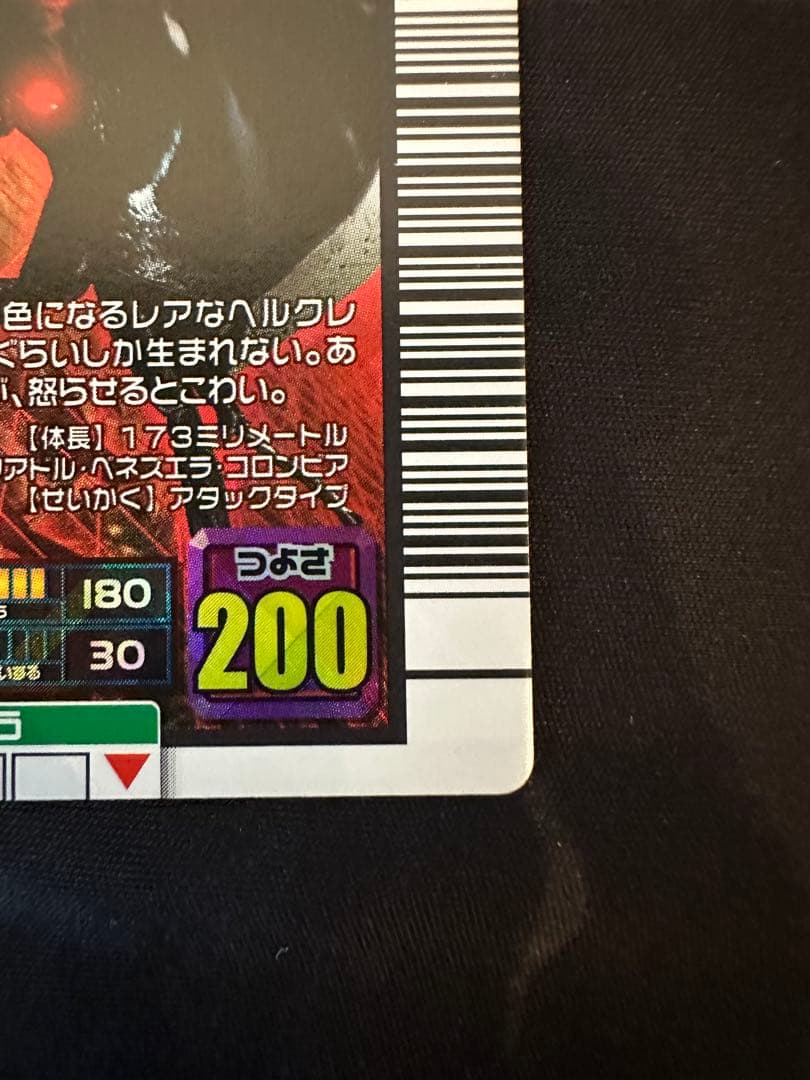 色になるレアなヘルクレ
ぐらいしか生まれない。あ
が、怒らせるとこわい。
【体長】173ミリメートル
アドル・ベネズエラ・コロンビア
【せいかく】アタックタイプ
つよさ
200
180
30